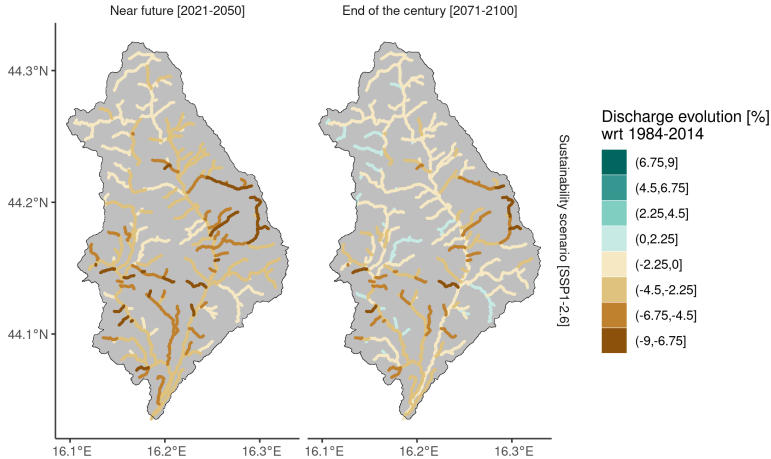 Near future [2021-2050]
End of the century [2071-2100]
44.3°N
44.2°N
44.1°N
16.1°E
16.2°E
16.3°E
16.1°E
16.2°E
16.3°E
Sustainability scenario [SSP1-2.6]
Discharge evolution [%]
wrt 1984-2014
(6.75,9]
(4.5,6.75]
(2.25,4.5]
(0,2.25]
(-2.25,0]
(-4.5,-2.25]
(-6.75,-4.5]
(-9,-6.75]